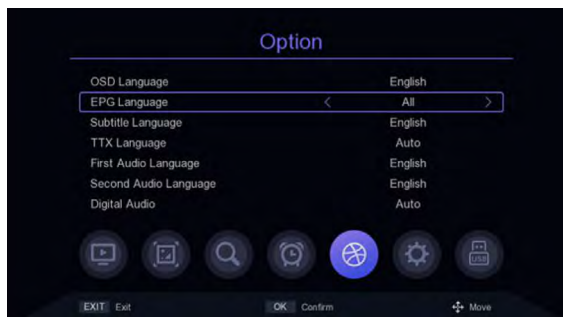 Option
OSD Language English
EPG Language < All >
Subtitle Language English
TTX Language Auto
First Audio Language English
Second Audio Language English
Digital Audio Auto
USB
EXIT Exit OK Confirm Move